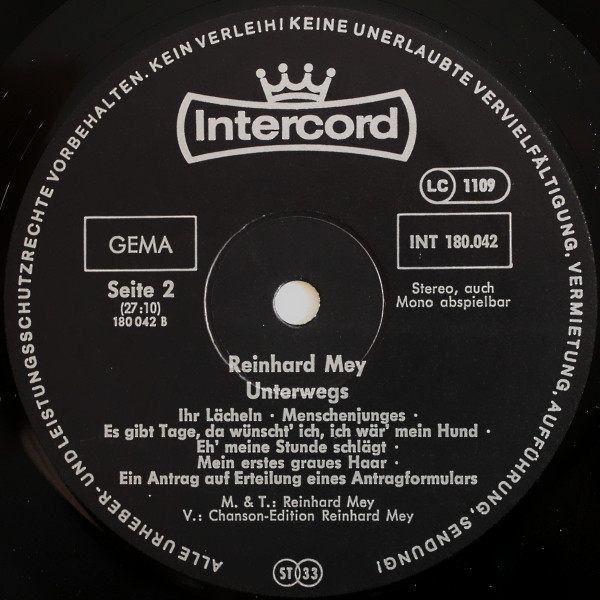 ALLE URHEBER- UND LEISTUNGSSCHUTZRECHTE VORBEHALTEN. KEIN VERLEIH! KEINE UNERLAUBTE VERVIELFÄLTIGUNG, VERMIETUNG, AUFFÜHRUNG, SENDUNG!
Intercord
LC 1109
GEMA
INT 180.042
Seite 2
(27:10)
180 042 B
Stereo, auch
Mono abspielbar
Reinhard Mey
Unterwegs
Ihr Lächeln · Menschenjunges ·
Es gibt Tage, da wünscht' ich, ich wär' mein Hund ·
Eh' meine Stunde schlägt ·
Mein erstes graues Haar ·
Ein Antrag auf Erteilung eines Antragformulars
M. & T.: Reinhard Mey
V.: Chanson-Edition Reinhard Mey
ST 33